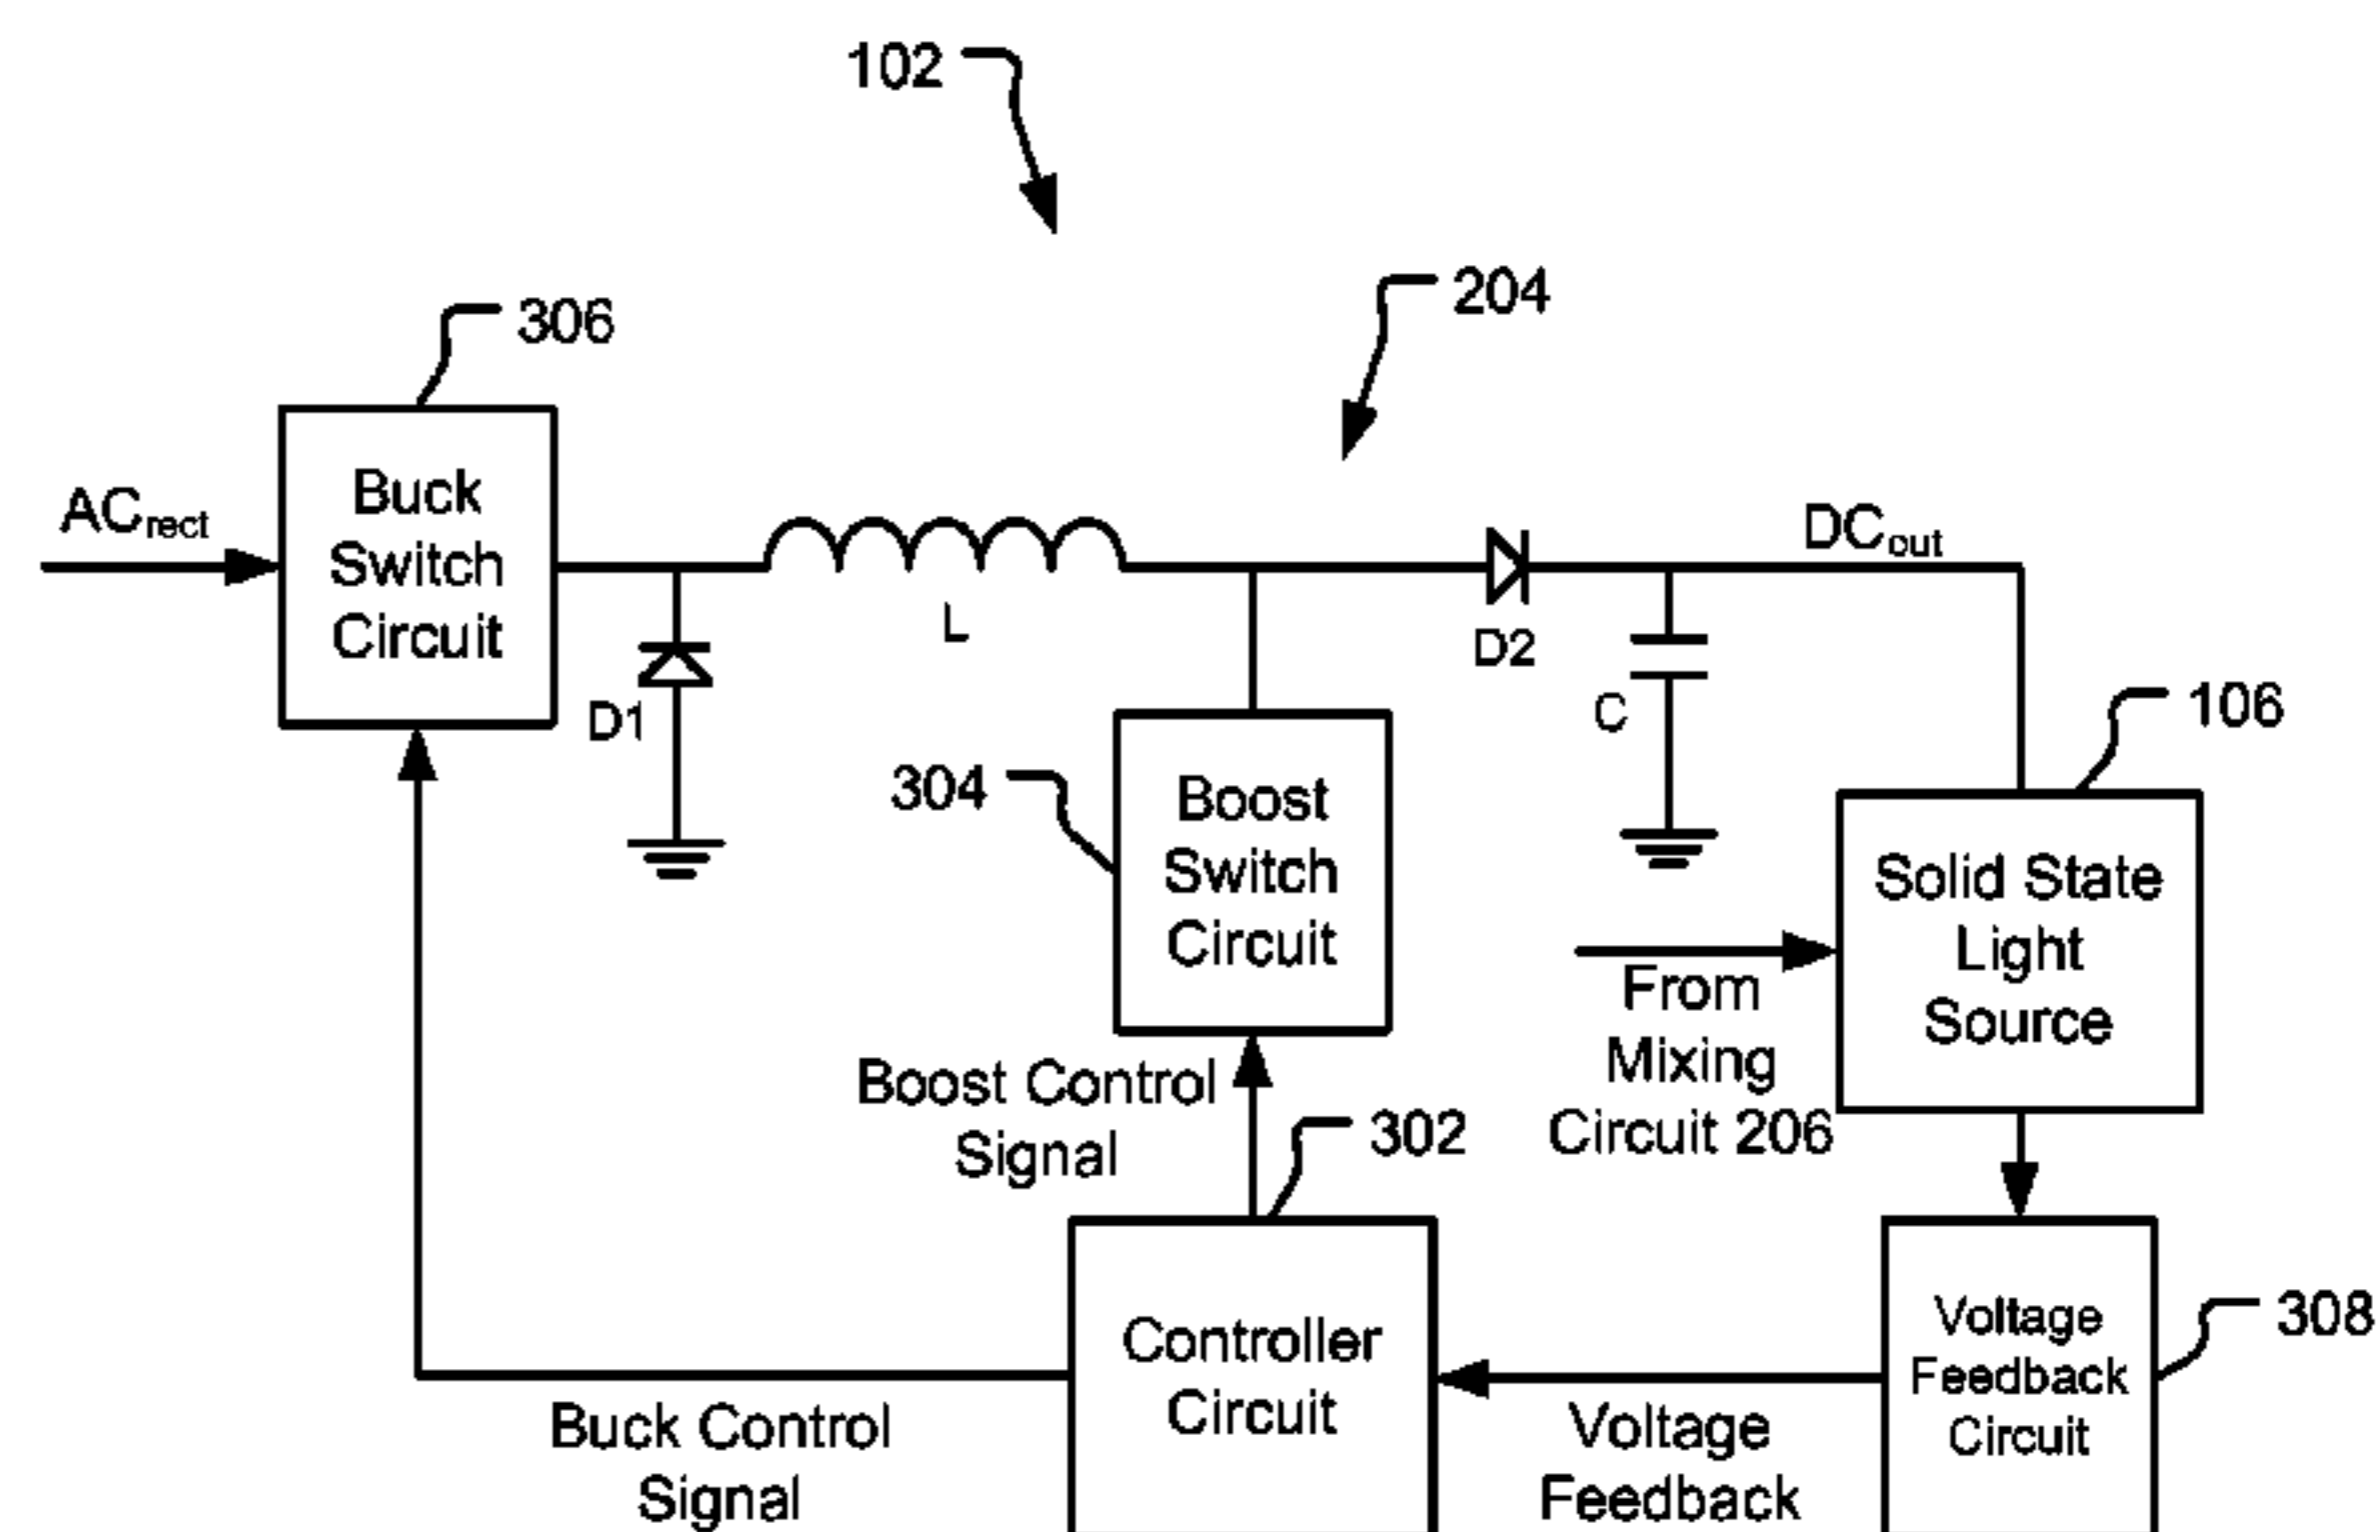 102
204
306
ACrect
Buck
Switch
Circuit
L
D1
D2
DCout
C
106
304
Boost
Switch
Circuit
Solid State
Light
Source
From
Mixing
Circuit 206
Boost Control
Signal
302
Controller
Circuit
Buck Control
Signal
Voltage
Feedback
Voltage
Feedback
Circuit
308